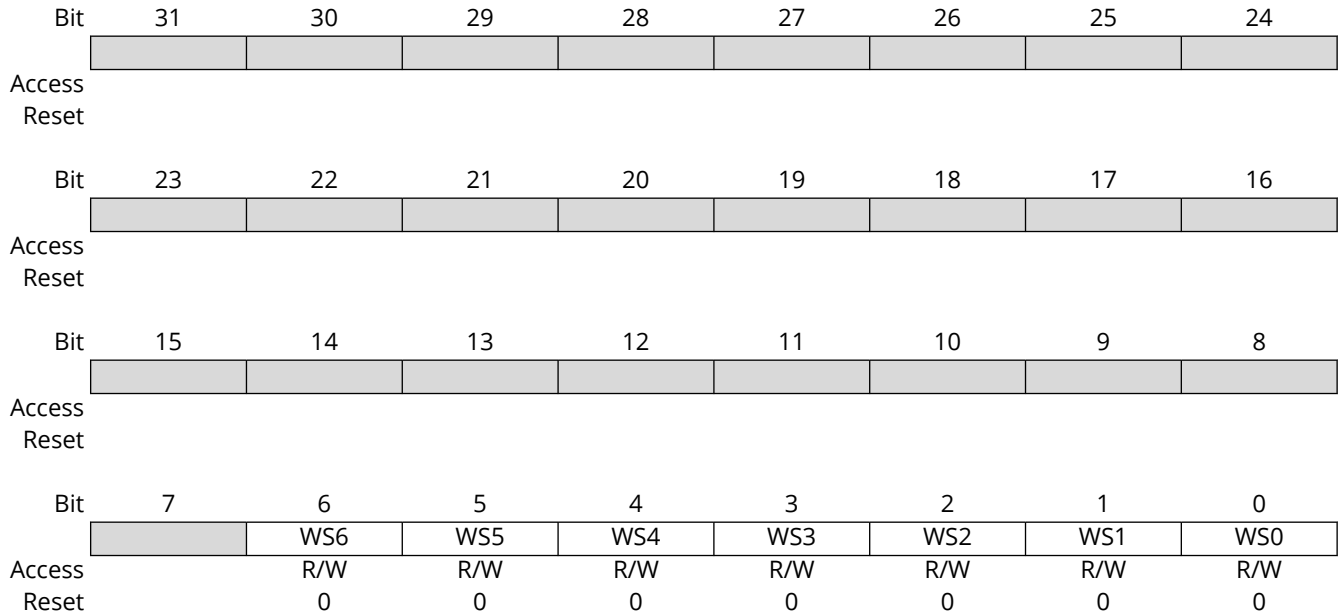 Bit 31 30 29 28 27 26 25 24
Access
Reset
Bit 23 22 21 20 19 18 17 16
Access
Reset
Bit 15 14 13 12 11 10 9 8
Access
Reset
Bit 7 6 5 4 3 2 1 0
WS6 WS5 WS4 WS3 WS2 WS1 WS0
Access R/W R/W R/W R/W R/W R/W R/W
Reset 0 0 0 0 0 0 0